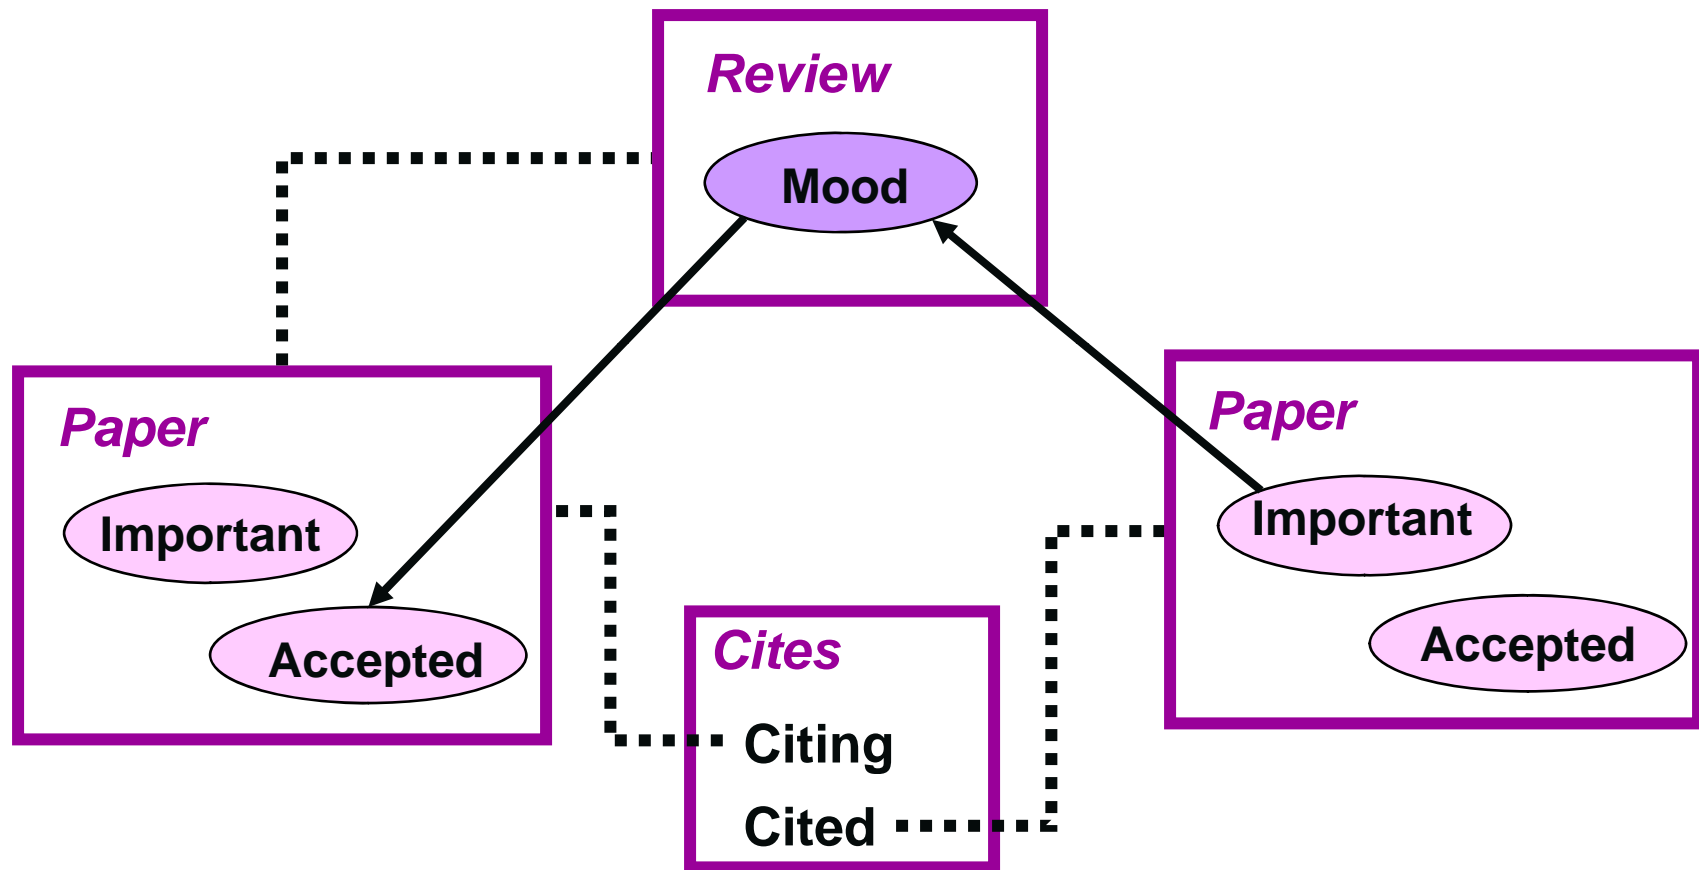 Review
Mood
Paper
Important
Accepted
Paper
Important
Accepted
Cites
Citing
Cited